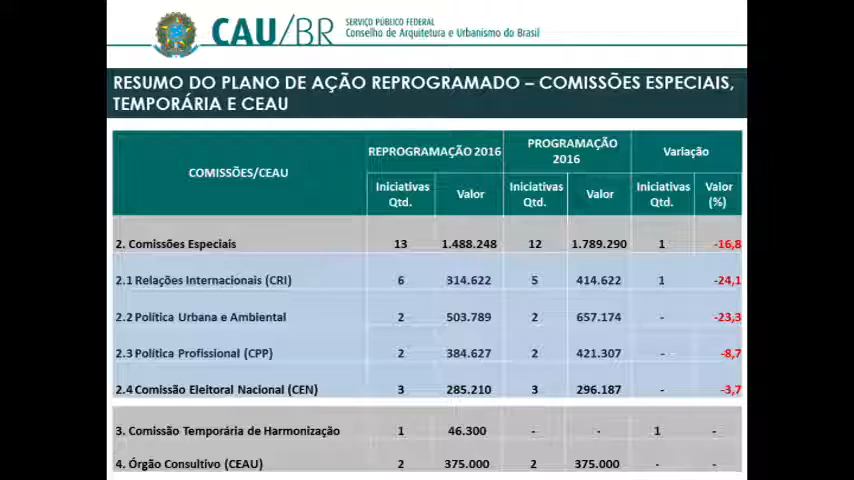 CAU/BR
SERVIÇO PÚBLICO FEDERAL
Conselho de Arquitetura e Urbanismo do Brasil
RESUMO DO PLANO DE AÇÃO REPROGRAMADO – COMISSÕES ESPECIAIS,
TEMPORÁRIA E CEAU
COMISSÕES/CEAU REPROGRAMAÇÃO 2016 PROGRAMAÇÃO 2016 Variação
Iniciativas Qtd. Valor Iniciativas Qtd. Valor Iniciativas Qtd. Valor (%)
2. Comissões Especiais 13 1.488.248 12 1.789.290 1 -16,8
2.1 Relações Internacionais (CRI) 6 314.622 5 414.622 1 -24,1
2.2 Política Urbana e Ambiental 2 503.789 2 657.174 - -23,3
2.3 Política Profissional (CPP) 2 384.627 2 421.307 - -8,7
2.4 Comissão Eleitoral Nacional (CEN) 3 285.210 3 296.187 - -3,7
3. Comissão Temporária de Harmonização 1 46.300 - - 1 -
4. Órgão Consultivo (CEAU) 2 375.000 2 375.000 - -